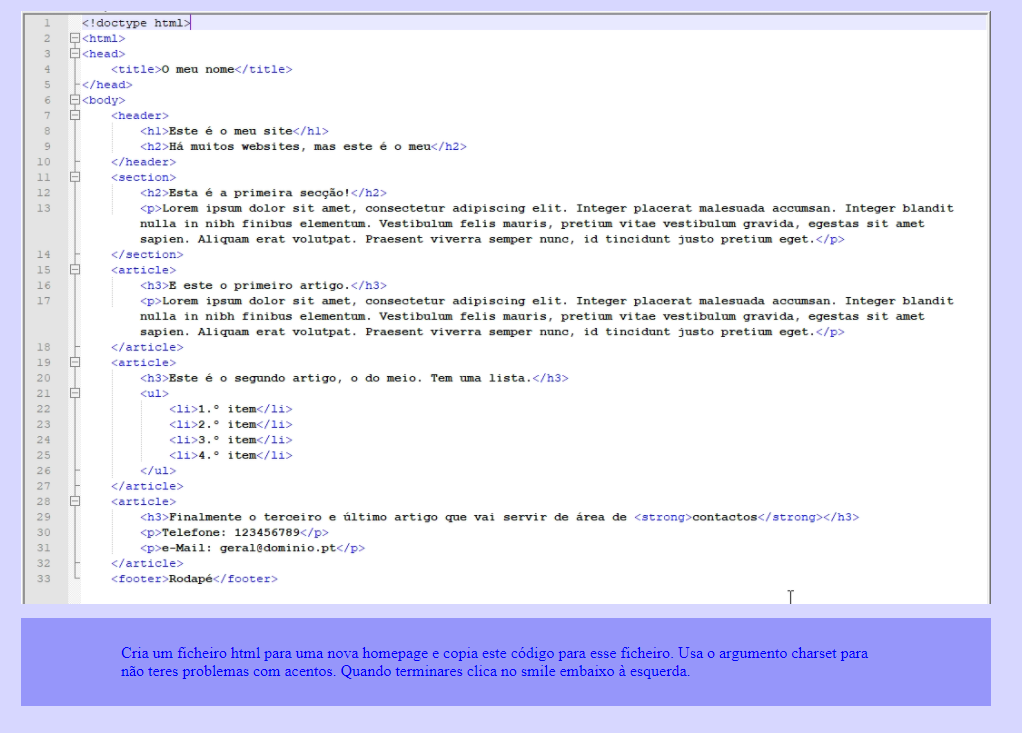 1 <!doctype html>
2 <html>
3 <head>
4 <title>O meu nome</title>
5 </head>
6 <body>
7 <header>
8 <h1>Este é o meu site</h1>
9 <h2>Há muitos websites, mas este é o meu</h2>
10 </header>
11 <section>
12 <h2>Esta é a primeira secção!</h2>
13 <p>Lorem ipsum dolor sit amet, consectetur adipiscing elit. Integer placerat malesuada accumsan. Integer blandit
nulla in nibh finibus elementum. Vestibulum felis mauris, pretium vitae vestibulum gravida, egestas sit amet
sapien. Aliquam erat volutpat. Praesent viverra semper nunc, id tincidunt justo pretium eget.</p>
14 </section>
15 <article>
16 <h3>E este o primeiro artigo.</h3>
17 <p>Lorem ipsum dolor sit amet, consectetur adipiscing elit. Integer placerat malesuada accumsan. Integer blandit
nulla in nibh finibus elementum. Vestibulum felis mauris, pretium vitae vestibulum gravida, egestas sit amet
sapien. Aliquam erat volutpat. Praesent viverra semper nunc, id tincidunt justo pretium eget.</p>
18 </article>
19 <article>
20 <h3>Este é o segundo artigo, o do meio. Tem uma lista.</h3>
21 <ul>
22 <li>1.º item</li>
23 <li>2.º item</li>
24 <li>3.º item</li>
25 <li>4.º item</li>
26 </ul>
27 </article>
28 <article>
29 <h3>Finalmente o terceiro e último artigo que vai servir de área de <strong>contactos</strong></h3>
30 <p>Telefone: 123456789</p>
31 <p>e-Mail: geral@dominio.pt</p>
32 </article>
33 <footer>Rodapé</footer>
Cria um ficheiro html para uma nova homepage e copia este código para esse ficheiro. Usa o argumento charset para
não teres problemas com acentos. Quando terminares clica no smile embaixo à esquerda.